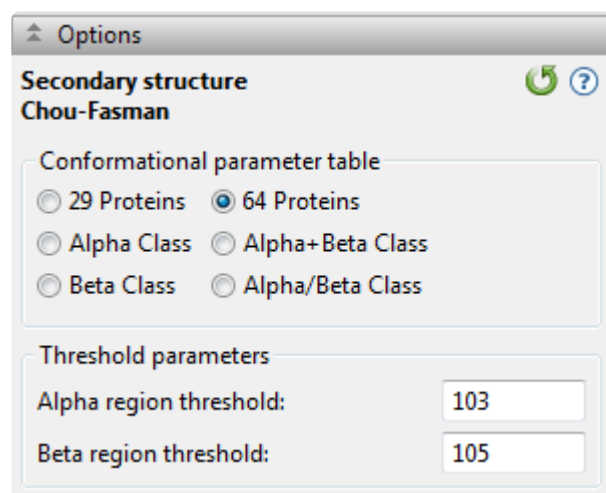 Options
Secondary structure
Chou-Fasman
?
Conformational parameter table
29 Proteins 64 Proteins
Alpha Class Alpha+Beta Class
Beta Class Alpha/Beta Class
Threshold parameters
Alpha region threshold: 103
Beta region threshold: 105